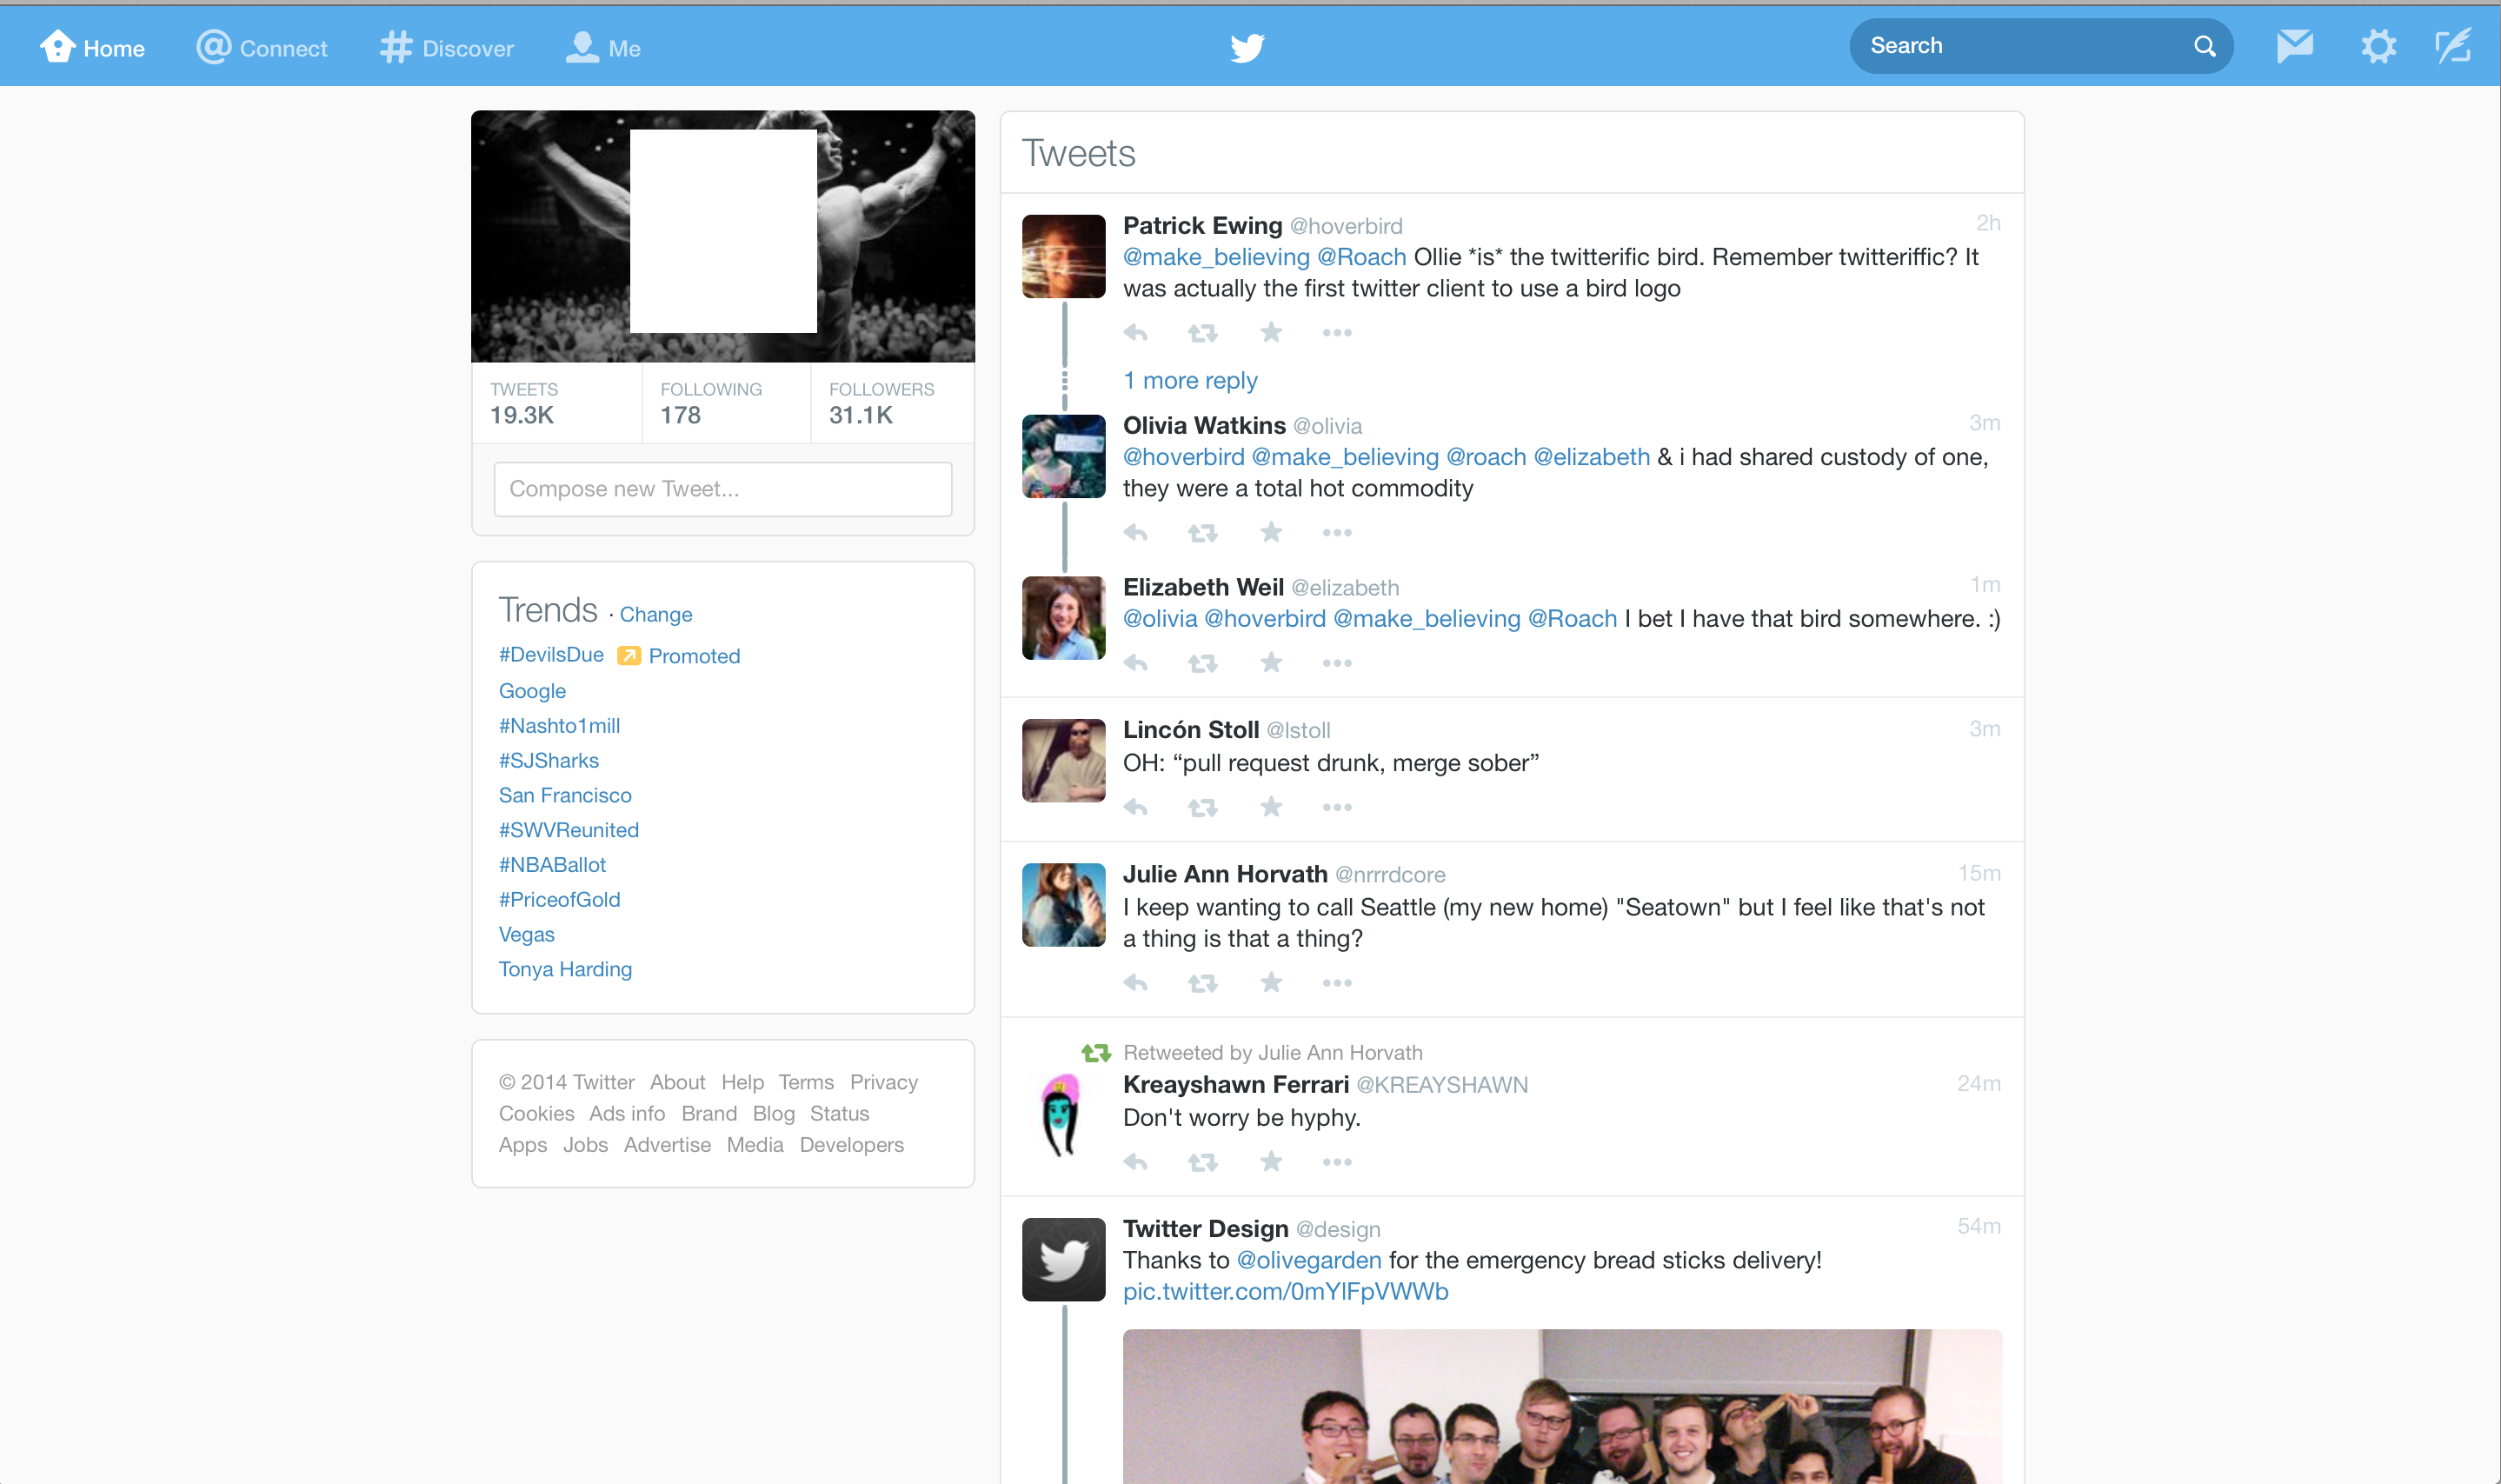 Home
@ Connect
# Discover
Me
Search
TWEETS
19.3K
FOLLOWING
178
FOLLOWERS
31.1K
Compose new Tweet...
Trends · Change
#DevilsDue Promoted
Google
#Nashto1mill
#SJSharks
San Francisco
#SWVReunited
#NBABallot
#PriceofGold
Vegas
Tonya Harding
© 2014 Twitter About Help Terms Privacy
Cookies Ads info Brand Blog Status
Apps Jobs Advertise Media Developers
Tweets
Patrick Ewing @hoverbird 2h
@make_believing @Roach Ollie *is* the twitterific bird. Remember twitteriffic? It
was actually the first twitter client to use a bird logo
1 more reply
Olivia Watkins @olivia 3m
@hoverbird @make_believing @roach @elizabeth & i had shared custody of one,
they were a total hot commodity
Elizabeth Weil @elizabeth 1m
@olivia @hoverbird @make_believing @Roach I bet I have that bird somewhere. :)
Lincón Stoll @lstoll 3m
OH: “pull request drunk, merge sober”
Julie Ann Horvath @nrrrdcore 15m
I keep wanting to call Seattle (my new home) "Seatown" but I feel like that's not
a thing is that a thing?
Retweeted by Julie Ann Horvath
Kreayshawn Ferrari @KREAYSHAWN 24m
Don't worry be hyphy.
Twitter Design @design 54m
Thanks to @olivegarden for the emergency bread sticks delivery!
pic.twitter.com/0mYlFpVWWb